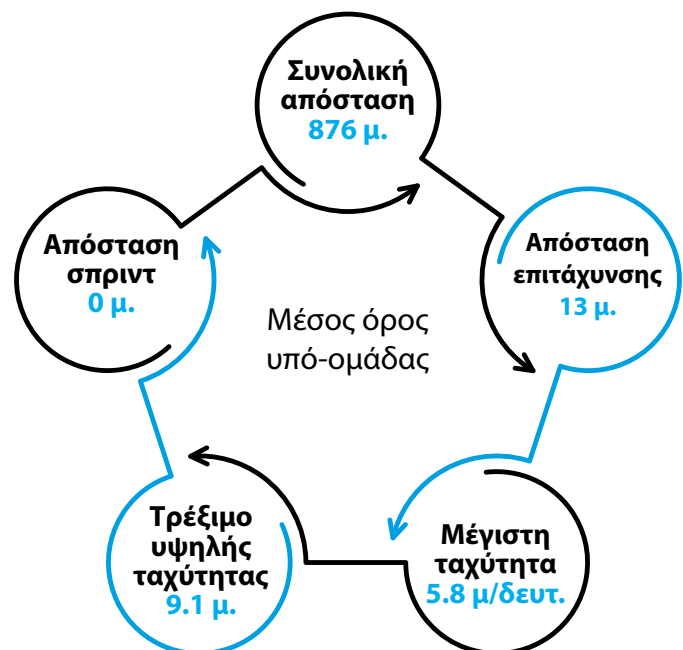 Συνολική
απόσταση
876 μ.
Απόσταση
επιτάχυνσης
13 μ.
Απόσταση
σπριντ
0 μ.
Μέσος όρος
υπό-ομάδας
Τρέξιμο
υψηλής
ταχύτητας
9.1 μ.
Μέγιστη
ταχύτητα
5.8 μ/δευτ.